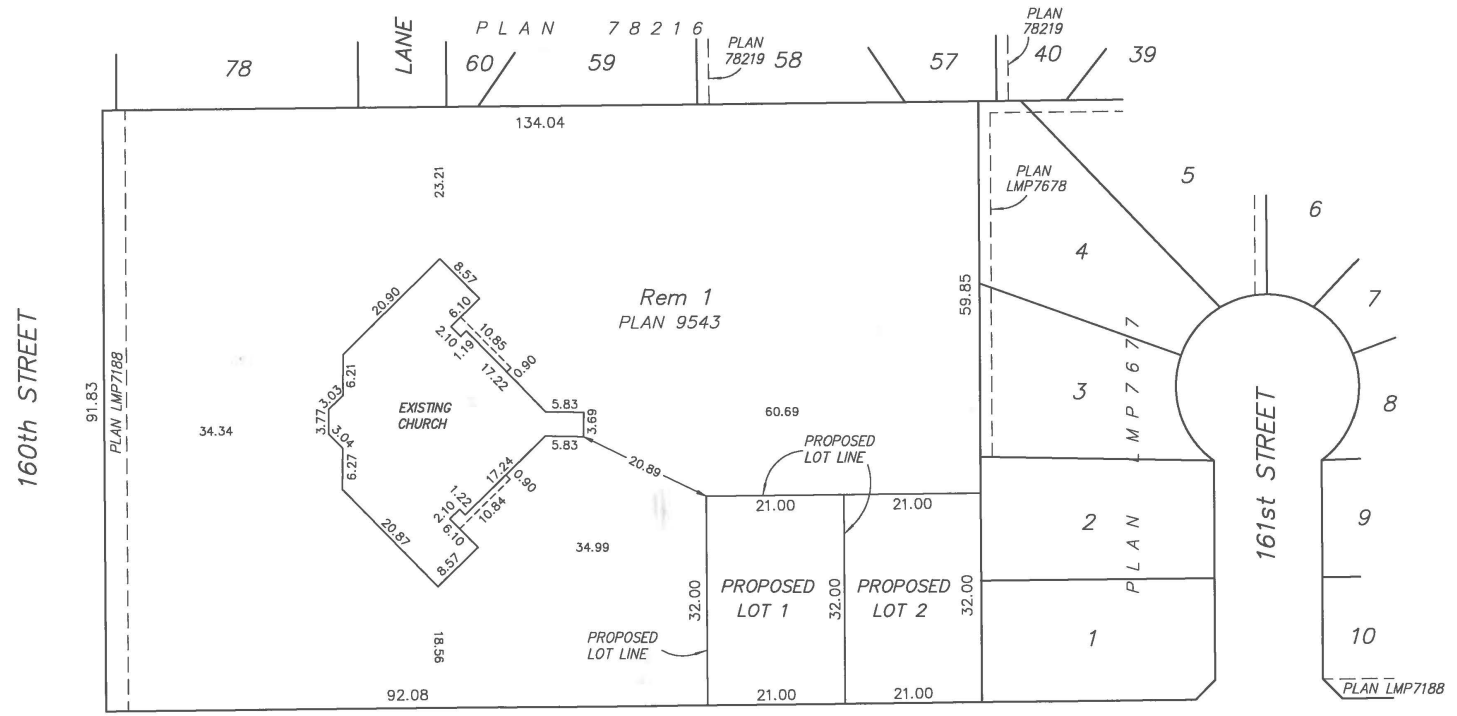 PLAN 78216
PLAN
78219
PLAN
78219
78
LANE
60
59
58
57
40
39
134.04
23.21
5
6
7
8
9
10
PLAN
LMP7678
4
3
2
1
160th STREET
91.83
PLAN LMP7188
34.34
20.90
8.57
6.10
2.10
1.19
10.85
0.90
17.22
6.21
3.03
3.77
3.04
6.27
EXISTING
CHURCH
5.83
3.69
5.83
Rem 1
PLAN 9543
59.85
60.69
PROPOSED
LOT LINE
20.89
17.24
0.90
1.22
2.10
10.84
6.10
20.87
8.57
34.99
21.00
21.00
32.00
PROPOSED
LOT 1
32.00
PROPOSED
LOT 2
32.00
PROPOSED
LOT LINE
18.56
92.08
21.00
21.00
PLAN LMP7677
161st STREET
PLAN LMP7188